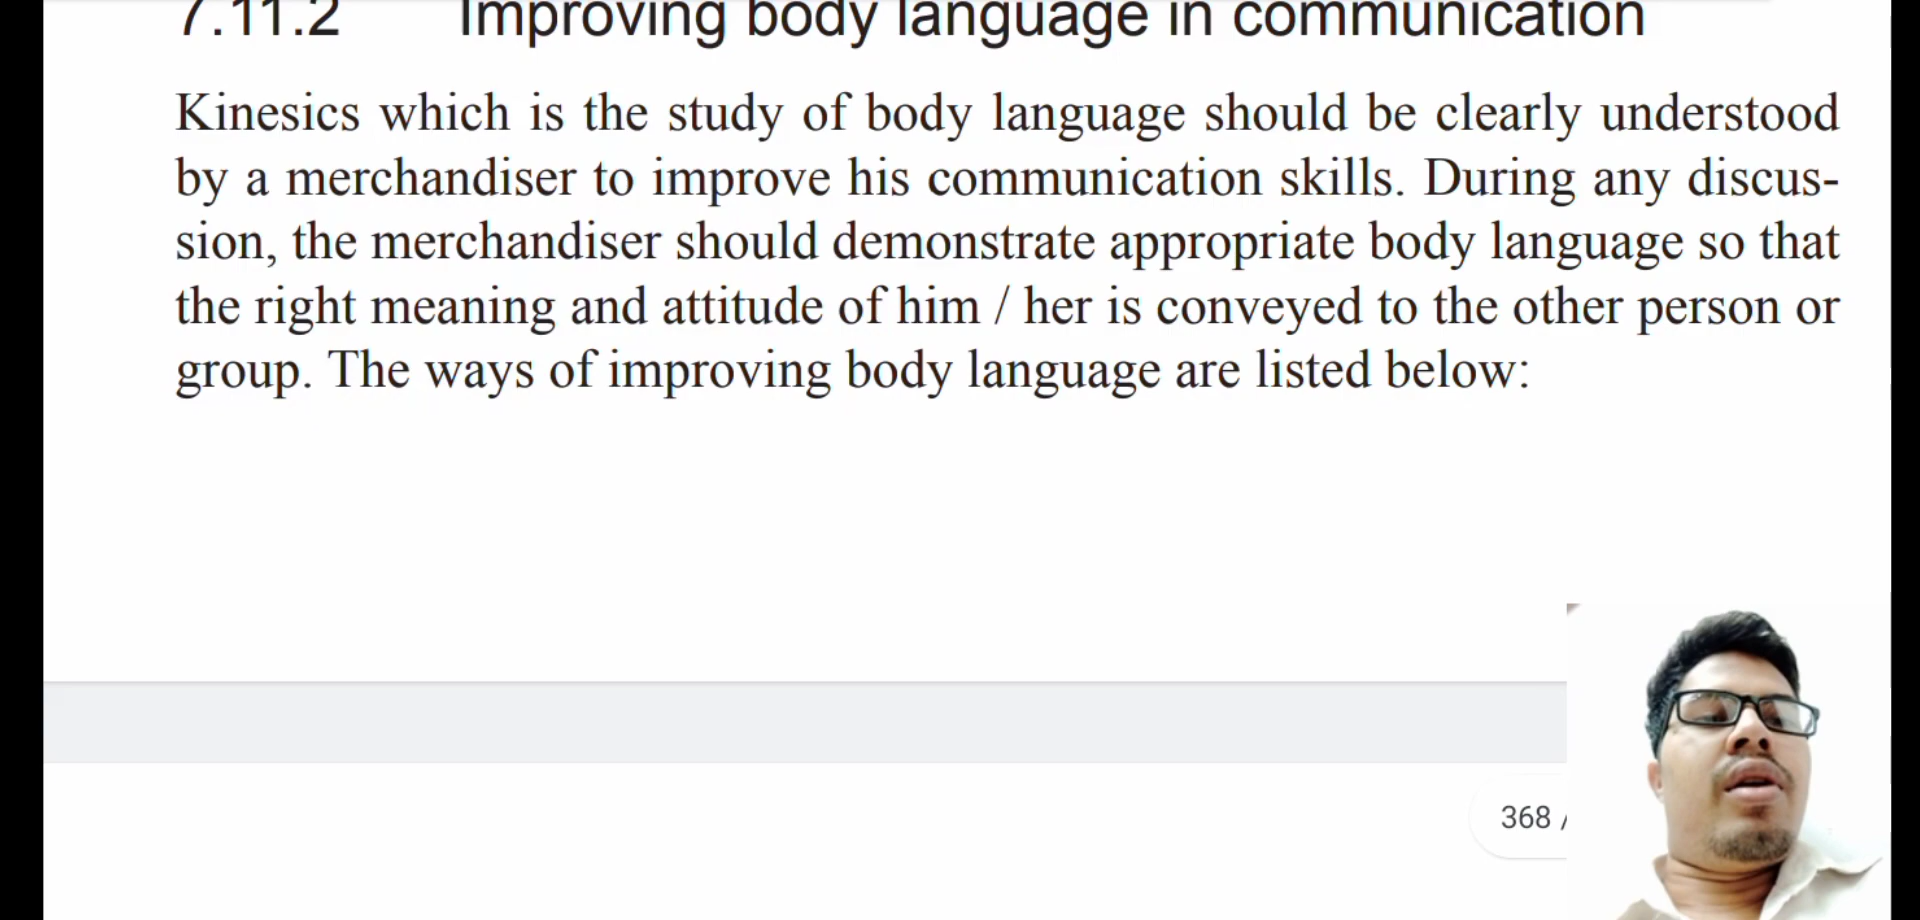 7.11.2 Improving body language in communication
Kinesics which is the study of body language should be clearly understood
by a merchandiser to improve his communication skills. During any discus-
sion, the merchandiser should demonstrate appropriate body language so that
the right meaning and attitude of him / her is conveyed to the other person or
group. The ways of improving body language are listed below:
368 /